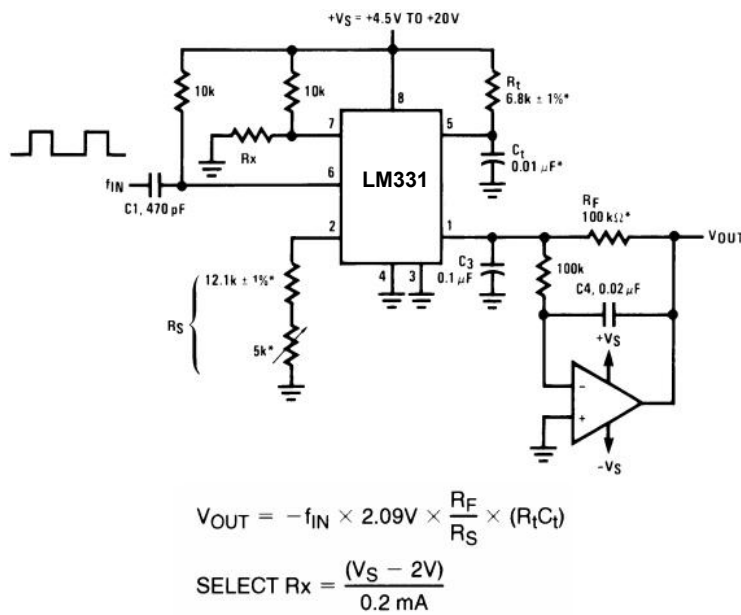 +VS = +4.5V TO +20V
10k
10k
Rt
6.8k ± 1%*
8
7
5
Rx
Ct
0.01 µF*
fIN
C1, 470 pF
6
LM331
RF
100 kΩ*
2
1
VOUT
12.1k ± 1%*
C3
0.1 µF
100k
4
3
C4, 0.02 µF
RS
5k*
+VS
-
+
-VS
VOUT = -fIN × 2.09V × RF/RS × (RtCt)
SELECT Rx = (VS - 2V)/0.2 mA